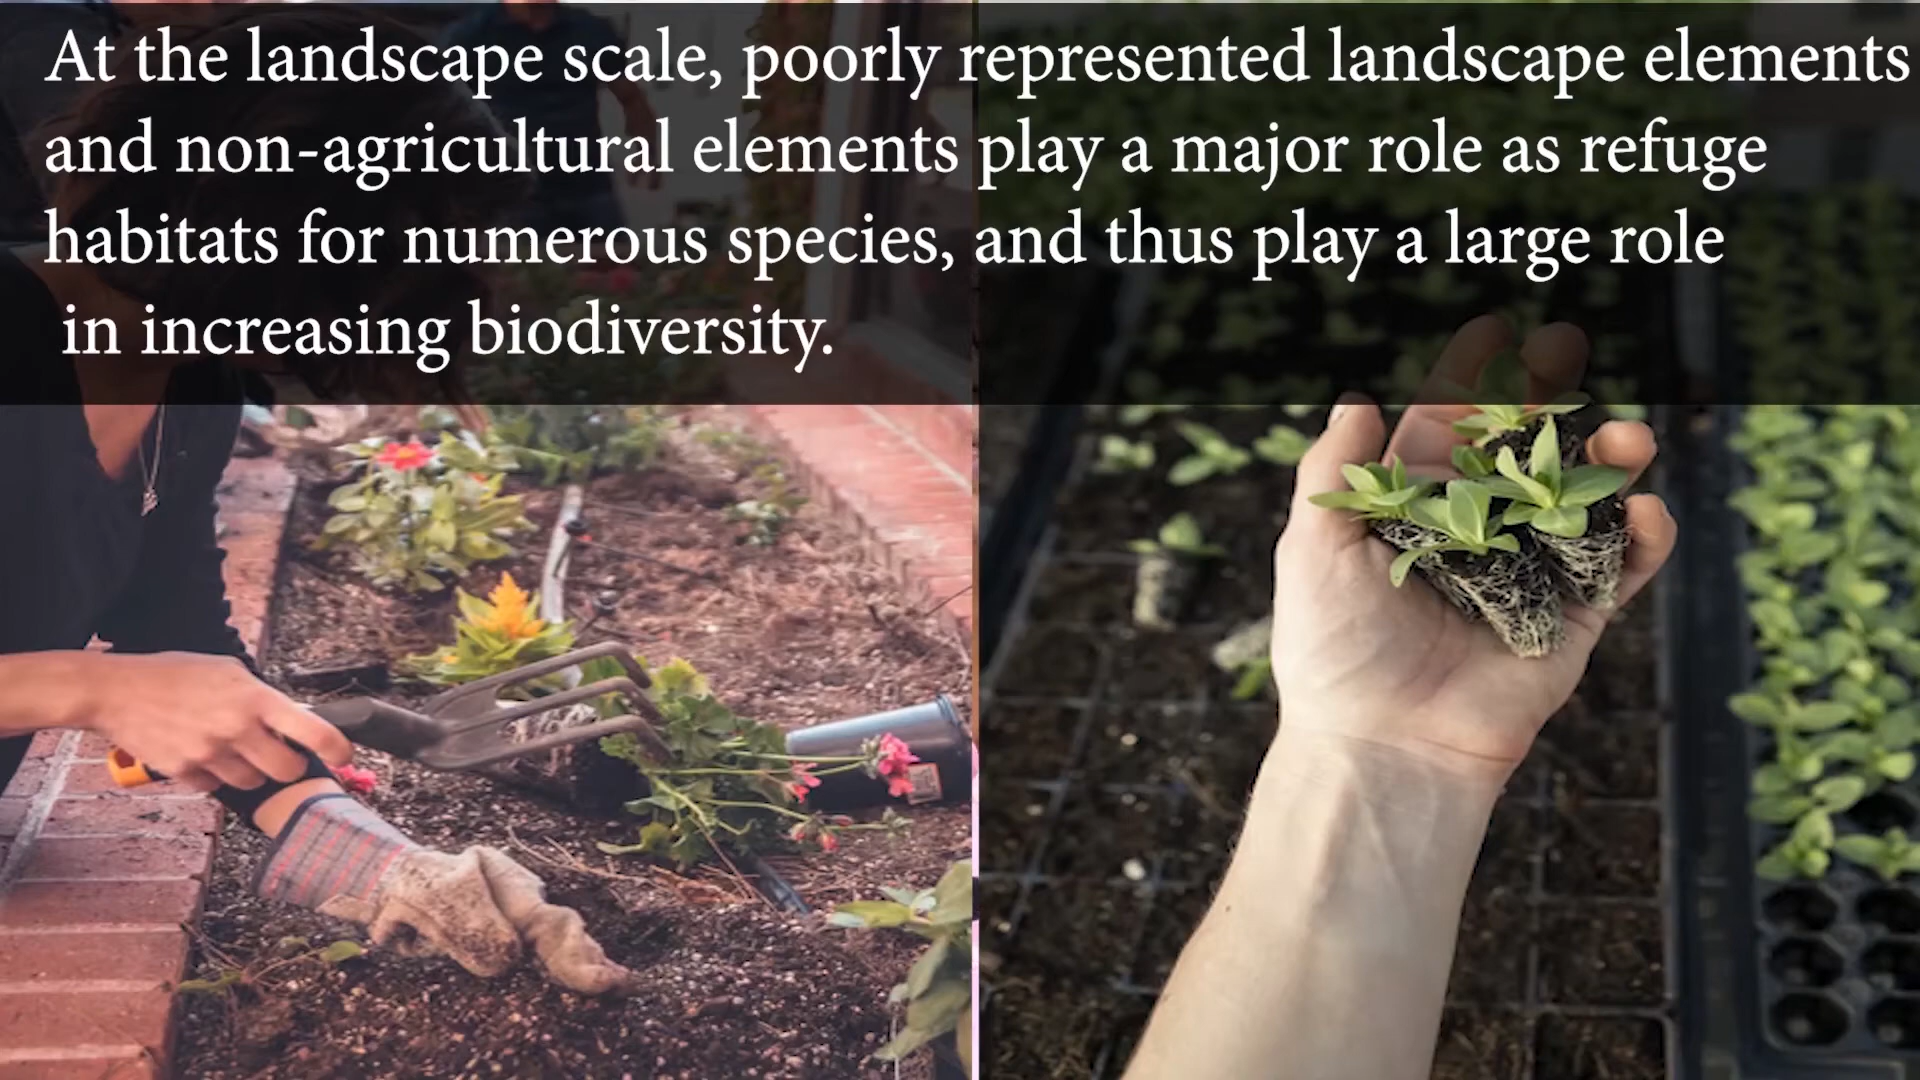 At the landscape scale, poorly represented landscape elements
and non-agricultural elements play a major role as refuge
habitats for numerous species, and thus play a large role
in increasing biodiversity.